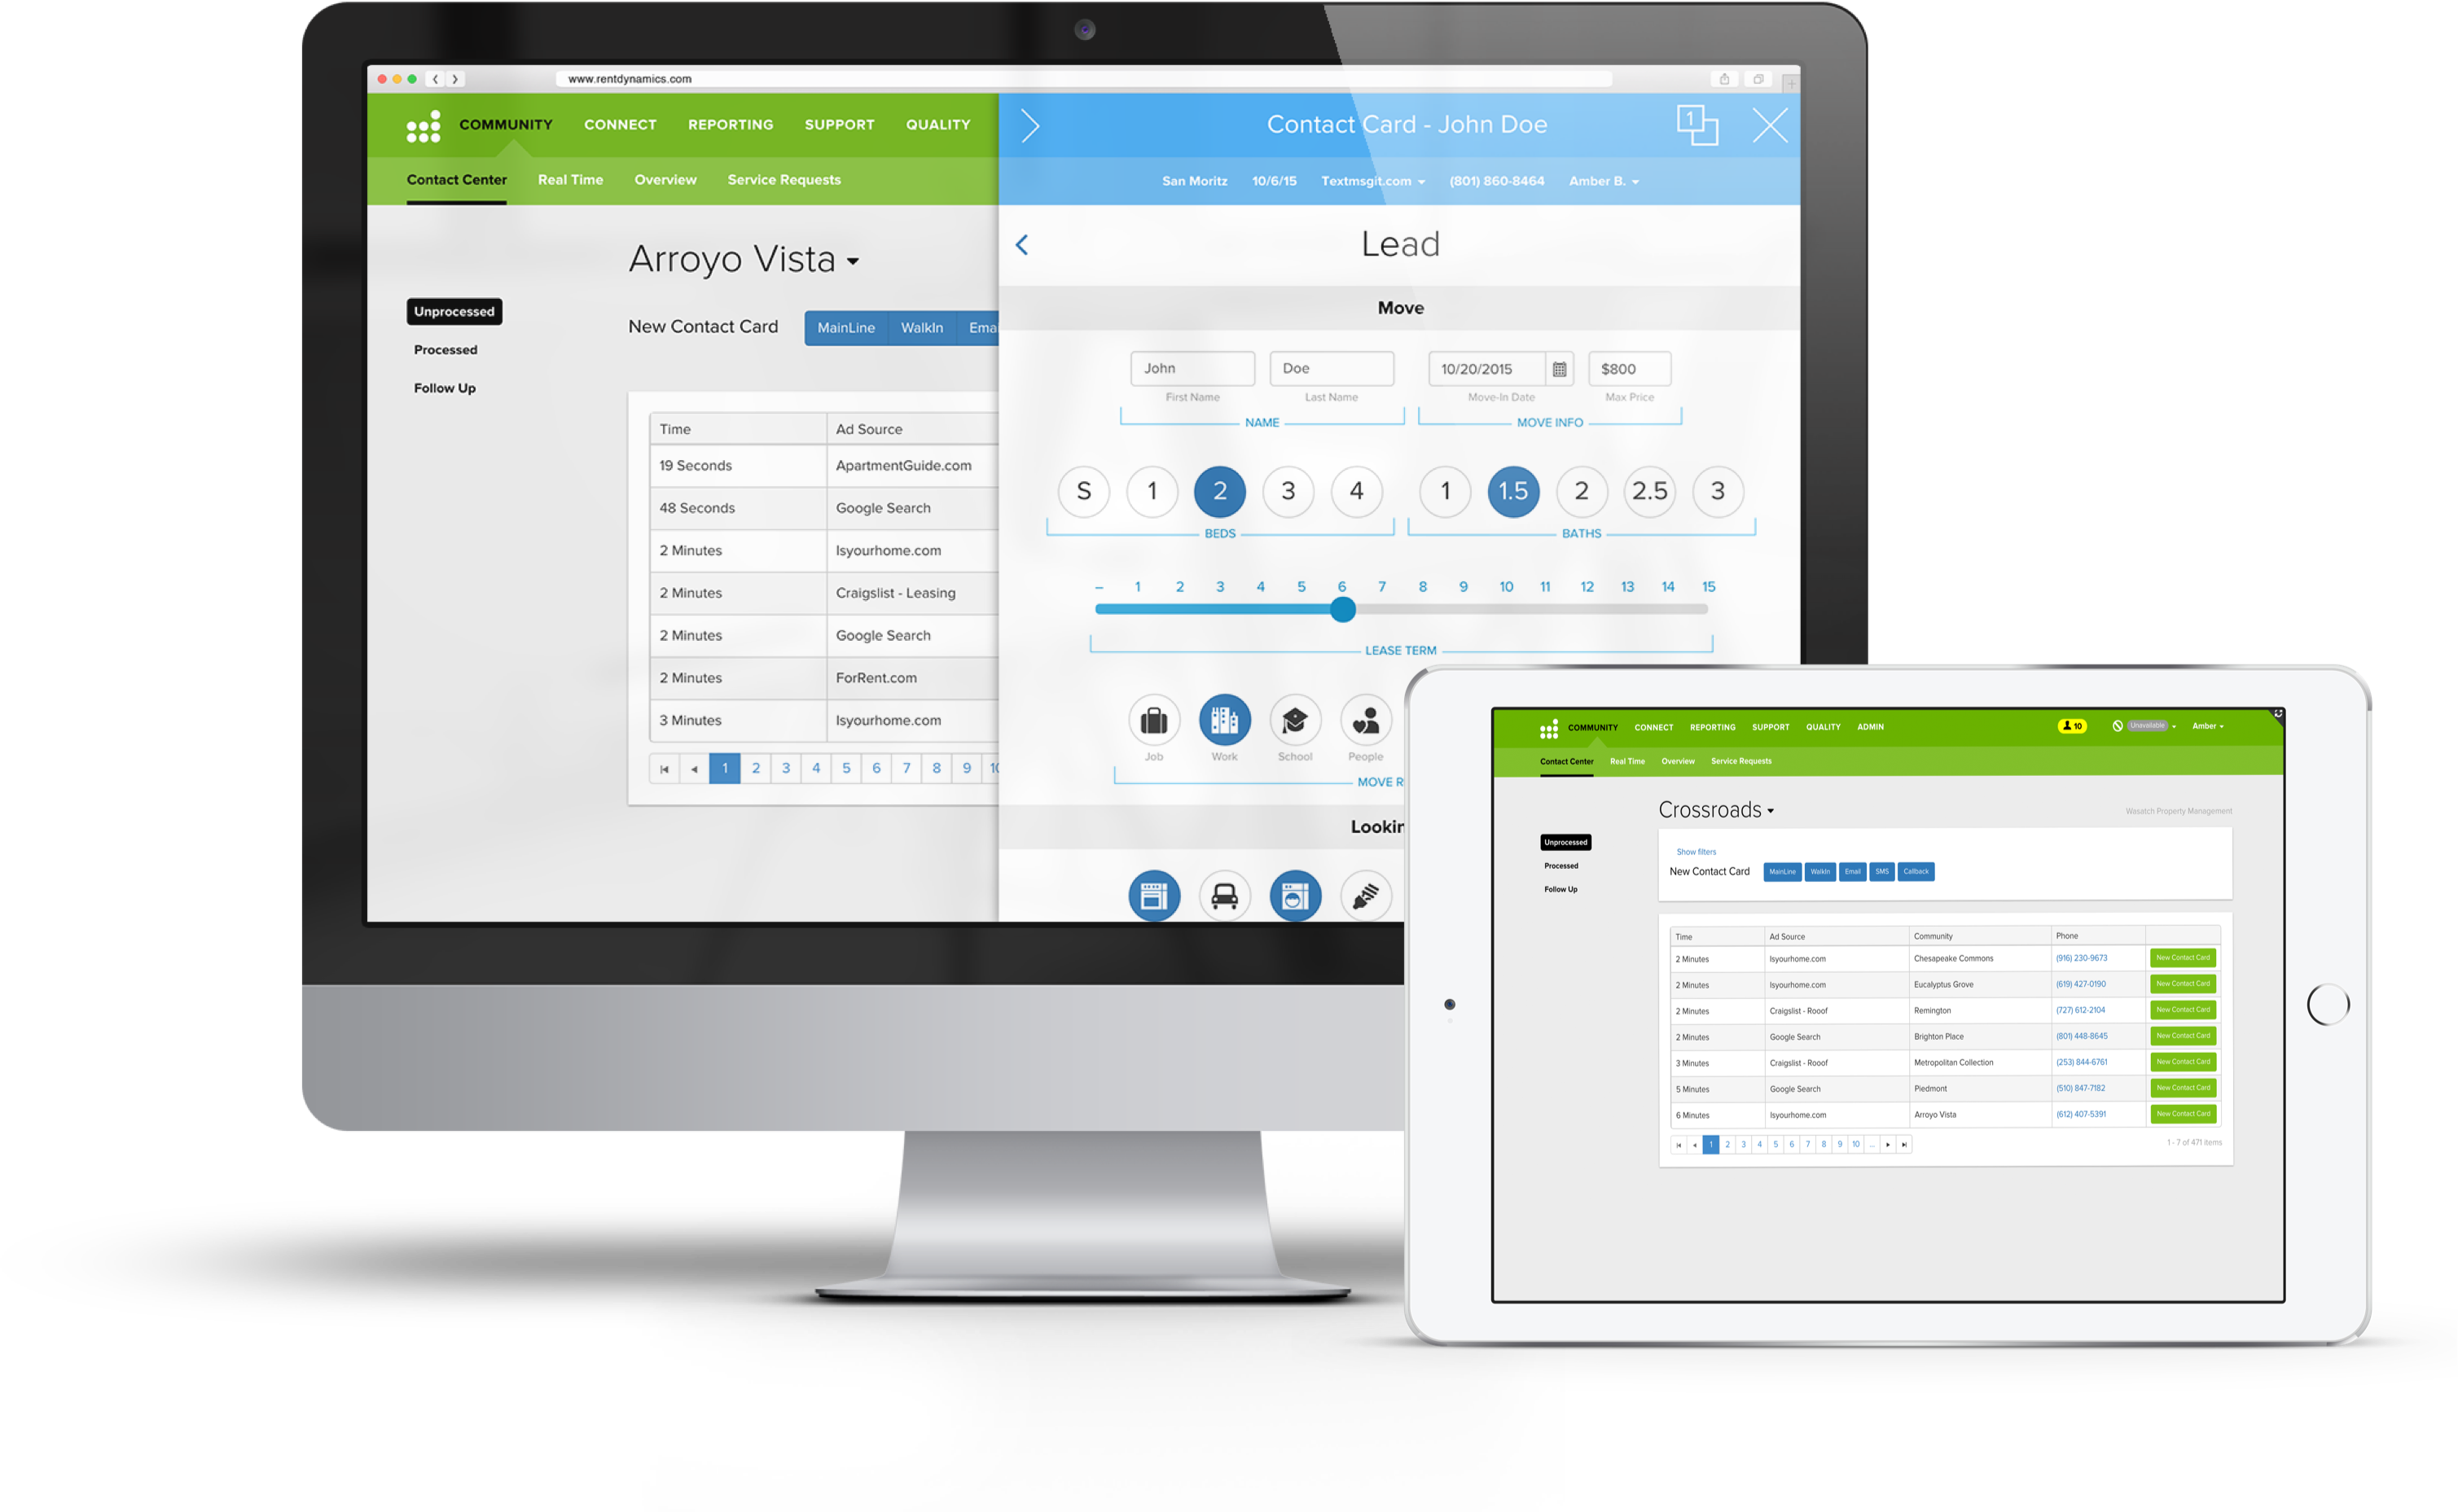 www.rentdynamics.com
COMMUNITY CONNECT REPORTING SUPPORT QUALITY
Contact Center Real Time Overview Service Requests
Arroyo Vista
Unprocessed
Processed
Follow Up
New Contact Card MainLine WalkIn Emai
Time Ad Source
19 Seconds ApartmentGuide.com
48 Seconds Google Search
2 Minutes Isyourhome.com
2 Minutes Craigslist - Leasing
2 Minutes Google Search
2 Minutes ForRent.com
3 Minutes Isyourhome.com
1 2 3 4 5 6 7 8 9 10
Contact Card - John Doe
1
San Moritz 10/6/15 Textmsgit.com (801) 860-8464 Amber B.
Lead
Move
John Doe 10/20/2015 $800
First Name Last Name Move-In Date Max Price
NAME MOVE INFO
S 1 2 3 4 1 1.5 2 2.5 3
BEDS BATHS
– 1 2 3 4 5 6 7 8 9 10 11 12 13 14 15
LEASE TERM
Job Work School People
MOVE R
Lookin
COMMUNITY CONNECT REPORTING SUPPORT QUALITY ADMIN 10 Unavailable Amber
Contact Center Real Time Overview Service Requests
Crossroads Wasatch Property Management
Unprocessed
Processed
Follow Up
Show filters
New Contact Card MainLine WalkIn Email SMS Callback
Time Ad Source Community Phone
2 Minutes Isyourhome.com Chesapeake Commons (916) 230-9673 New Contact Card
2 Minutes Isyourhome.com Eucalyptus Grove (619) 427-0190 New Contact Card
2 Minutes Craigslist - Rooof Remington (727) 612-2104 New Contact Card
2 Minutes Google Search Brighton Place (801) 448-8645 New Contact Card
3 Minutes Craigslist - Rooof Metropolitan Collection (253) 844-6761 New Contact Card
5 Minutes Google Search Piedmont (510) 847-7182 New Contact Card
6 Minutes Isyourhome.com Arroyo Vista (612) 407-5391 New Contact Card
1 2 3 4 5 6 7 8 9 10 ... 1 - 7 of 471 items